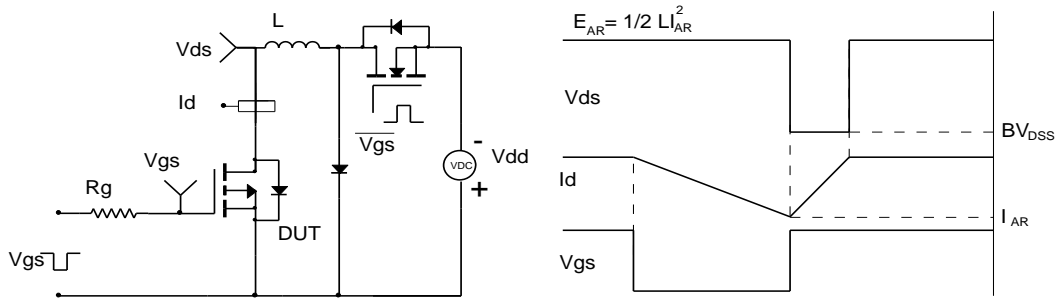 L
E_AR= 1/2 LI_AR^2
Vds
Id
Vgs
Vgs
-
VDC
Vdd
+
Vgs
Rg
DUT
Vgs
Vds
BV_DSS
Id
I_AR
Vgs